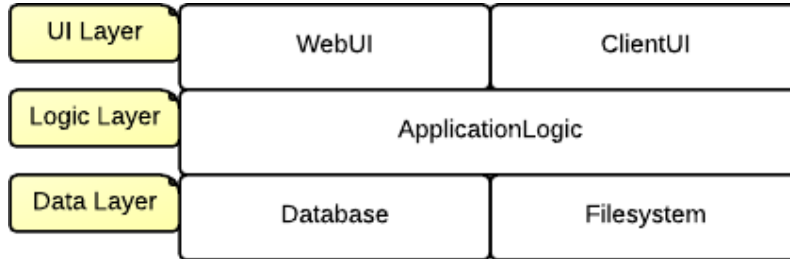 UI Layer
WebUI
ClientUI
Logic Layer
ApplicationLogic
Data Layer
Database
Filesystem